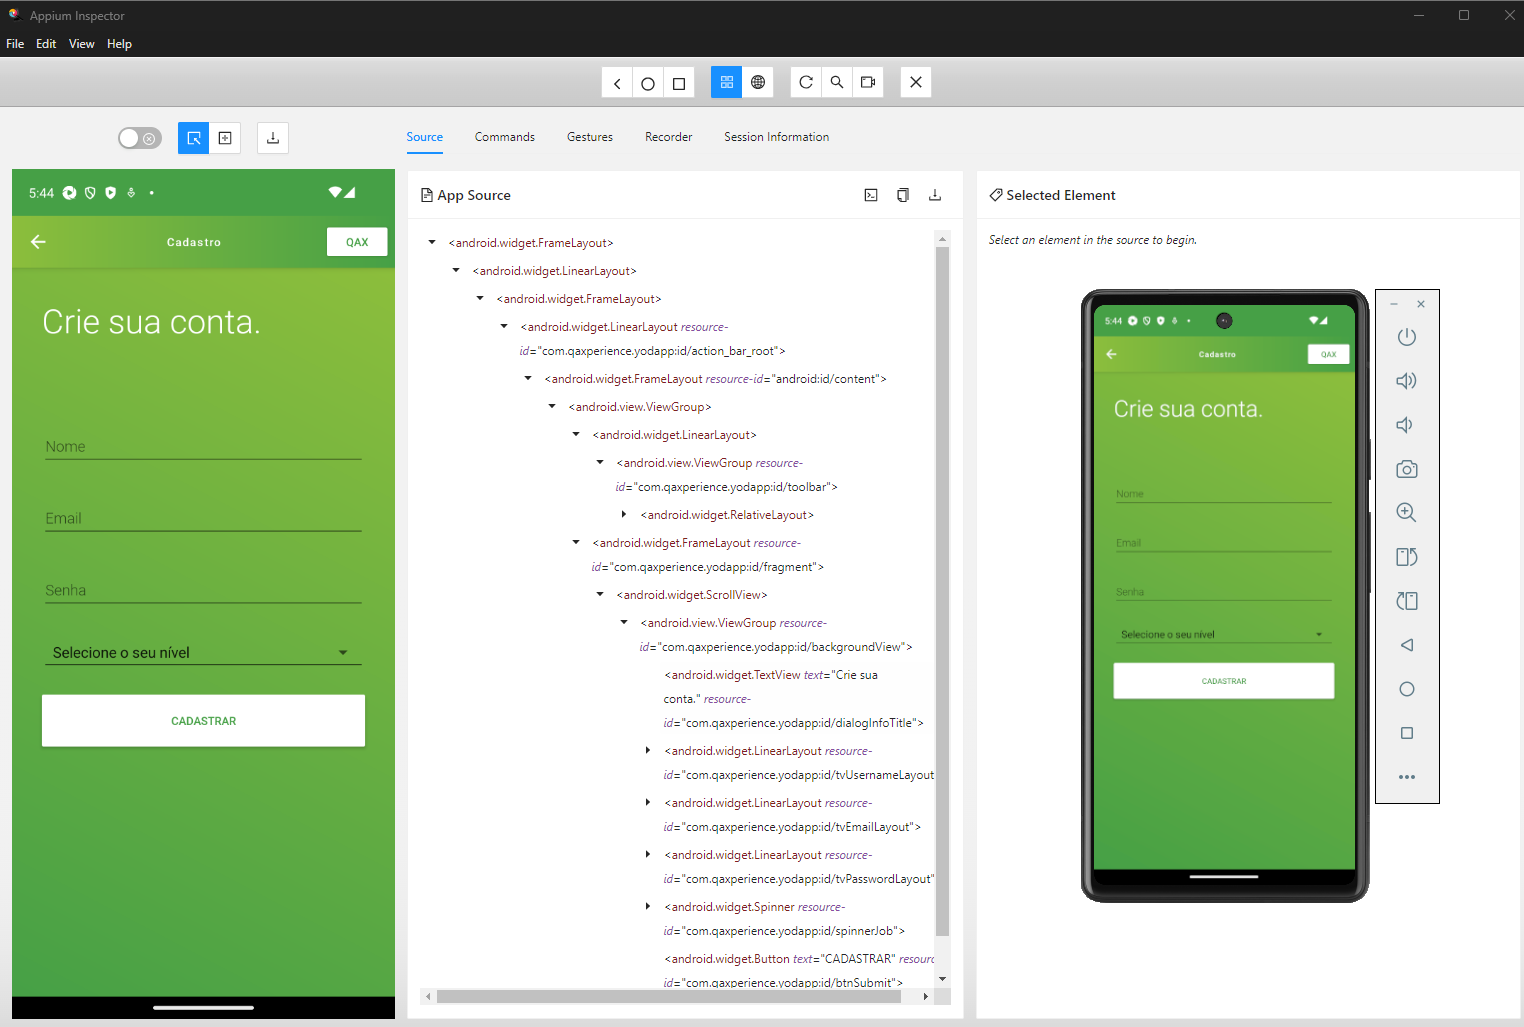 Appium Inspector
File Edit View Help
Source Commands Gestures Recorder Session Information
5:44
Cadastro
QAX
Crie sua conta.
Nome
Email
Senha
Selecione o seu nível
CADASTRAR
App Source
<android.widget.FrameLayout>
<android.widget.LinearLayout>
<android.widget.FrameLayout>
<android.widget.LinearLayout resource-
id="com.qaxperience.yodapp:id/action_bar_root">
<android.widget.FrameLayout resource-id="android:id/content">
<android.view.ViewGroup>
<android.widget.LinearLayout>
<android.view.ViewGroup resource-
id="com.qaxperience.yodapp:id/toolbar">
<android.widget.RelativeLayout>
<android.widget.FrameLayout resource-
id="com.qaxperience.yodapp:id/fragment">
<android.widget.ScrollView>
<android.view.ViewGroup resource-
id="com.qaxperience.yodapp:id/backgroundView">
<android.widget.TextView text="Crie sua
conta." resource-
id="com.qaxperience.yodapp:id/dialogInfoTitle">
<android.widget.LinearLayout resource-
id="com.qaxperience.yodapp:id/tvUsernameLayout
<android.widget.LinearLayout resource-
id="com.qaxperience.yodapp:id/tvEmailLayout">
<android.widget.LinearLayout resource-
id="com.qaxperience.yodapp:id/tvPasswordLayout"
<android.widget.Spinner resource-
id="com.qaxperience.yodapp:id/spinnerJob">
<android.widget.Button text="CADASTRAR" resourc
id="com.qaxperience.yodapp:id/btnSubmit">
Selected Element
Select an element in the source to begin.
5:44
Cadastro
QAX
Crie sua conta.
Nome
Email
Senha
Selecione o seu nível
CADASTRAR